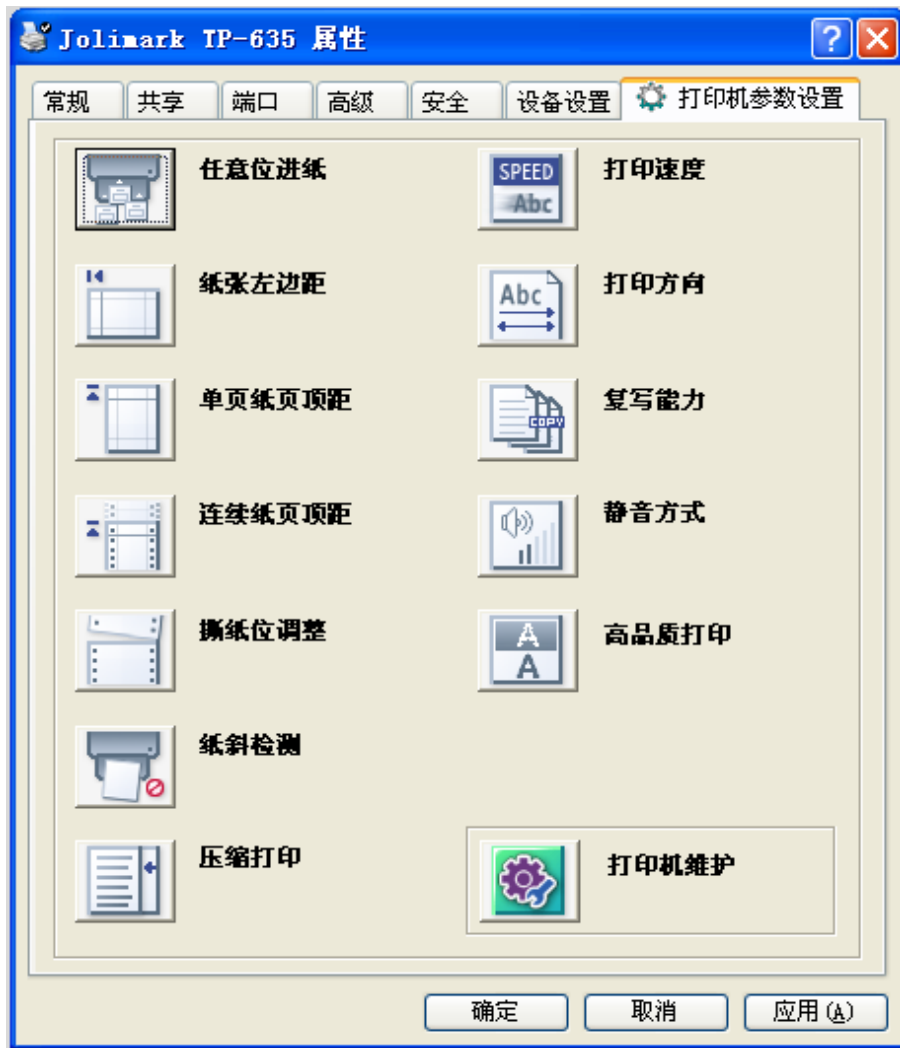 Jolimark TP-635 属性
常规 共享 端口 高级 安全 设备设置 打印机参数设置
任意位进纸
SPEED
Abc
打印速度
纸张左边距
Abc
打印方向
单页纸页顶距
COPY
复写能力
连续纸页顶距
静音方式
撕纸位调整
A
A
高品质打印
纸斜检测
压缩打印
打印机维护
确定 取消 应用(A)